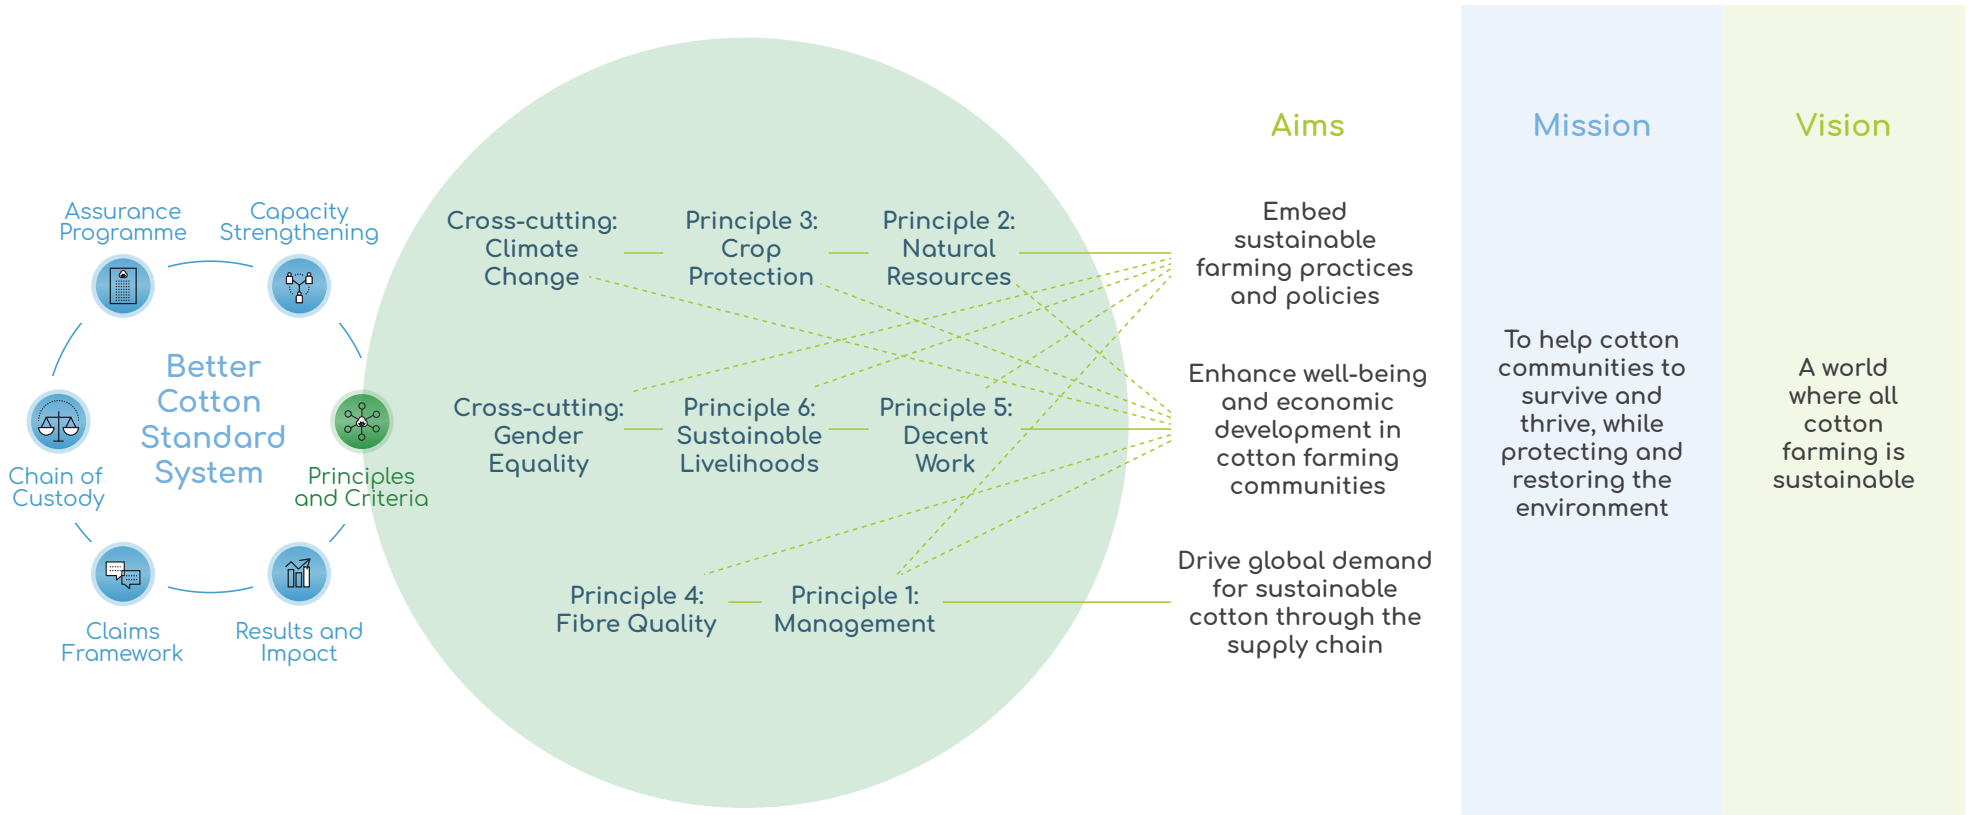 Assurance
Programme
Capacity
Strengthening
Better
Cotton
Standard
System
Chain of
Custody
Principles
and Criteria
Claims
Framework
Results and
Impact
Cross-cutting:
Climate
Change
Principle 3:
Crop
Protection
Principle 2:
Natural
Resources
Cross-cutting:
Gender
Equality
Principle 6:
Sustainable
Livelihoods
Principle 5:
Decent
Work
Principle 4:
Fibre Quality
Principle 1:
Management
Aims
Embed
sustainable
farming practices
and policies
Enhance well-being
and economic
development in
cotton farming
communities
Drive global demand
for sustainable
cotton through the
supply chain
Mission
To help cotton
communities to
survive and
thrive, while
protecting and
restoring the
environment
Vision
A world
where all
cotton
farming is
sustainable